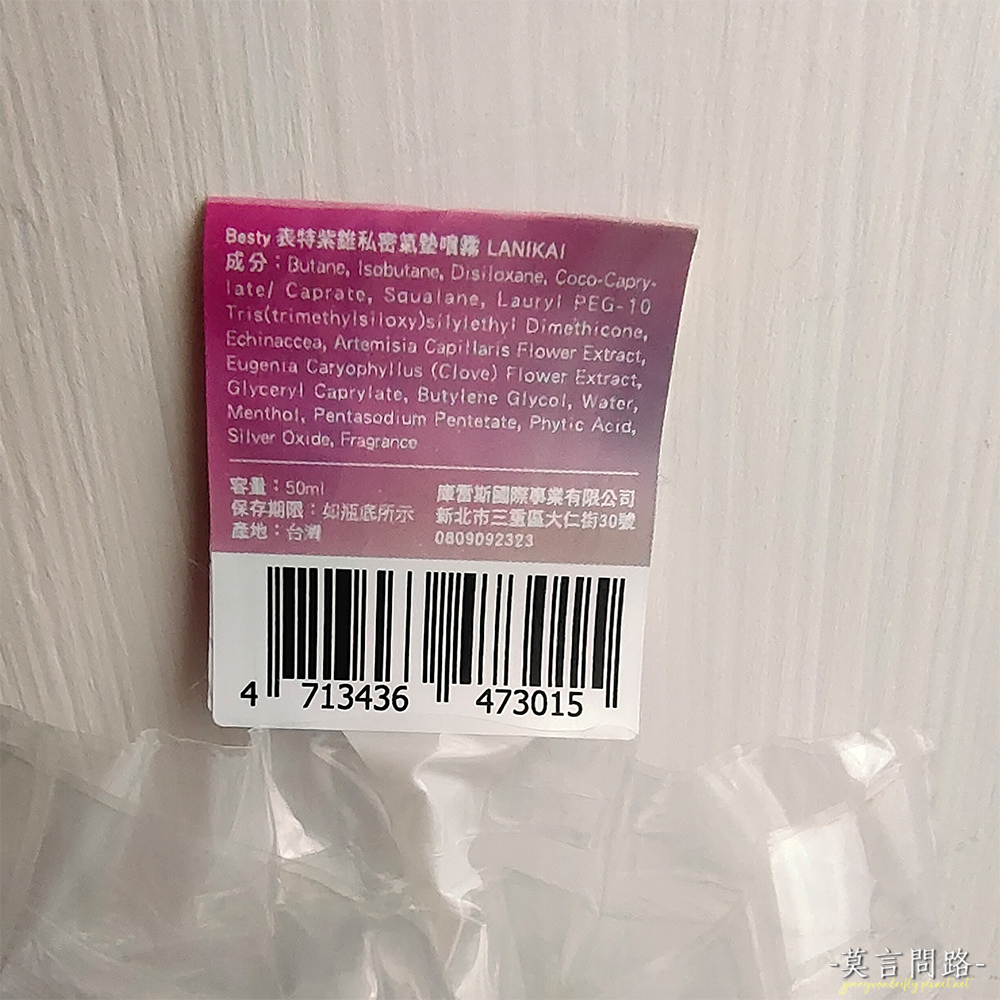 Besty 表特紫錐私密氣墊噴霧 LANIKAI
成分：Butane, Isobutane, Disiloxane, Coco-Capry-
late/ Caprate, Squalane, Lauryl PEG-10
Tris(trimethylsiloxy)silylethyl Dimethicone,
Echinaccea, Artemisia Capillaris Flower Extract,
Eugenia Caryophyllus (Clove) Flower Extract,
Glyceryl Caprylate, Butylene Glycol, Water,
Menthol, Pentasodium Pentetate, Phytic Acid,
Silver Oxide, Fragrance
容量：50ml
保存期限：如瓶底所示
產地：台灣
庫雷斯國際事業有限公司
新北市三重區大仁街30號
0809092323
4 713436 473015
-莫言問路-